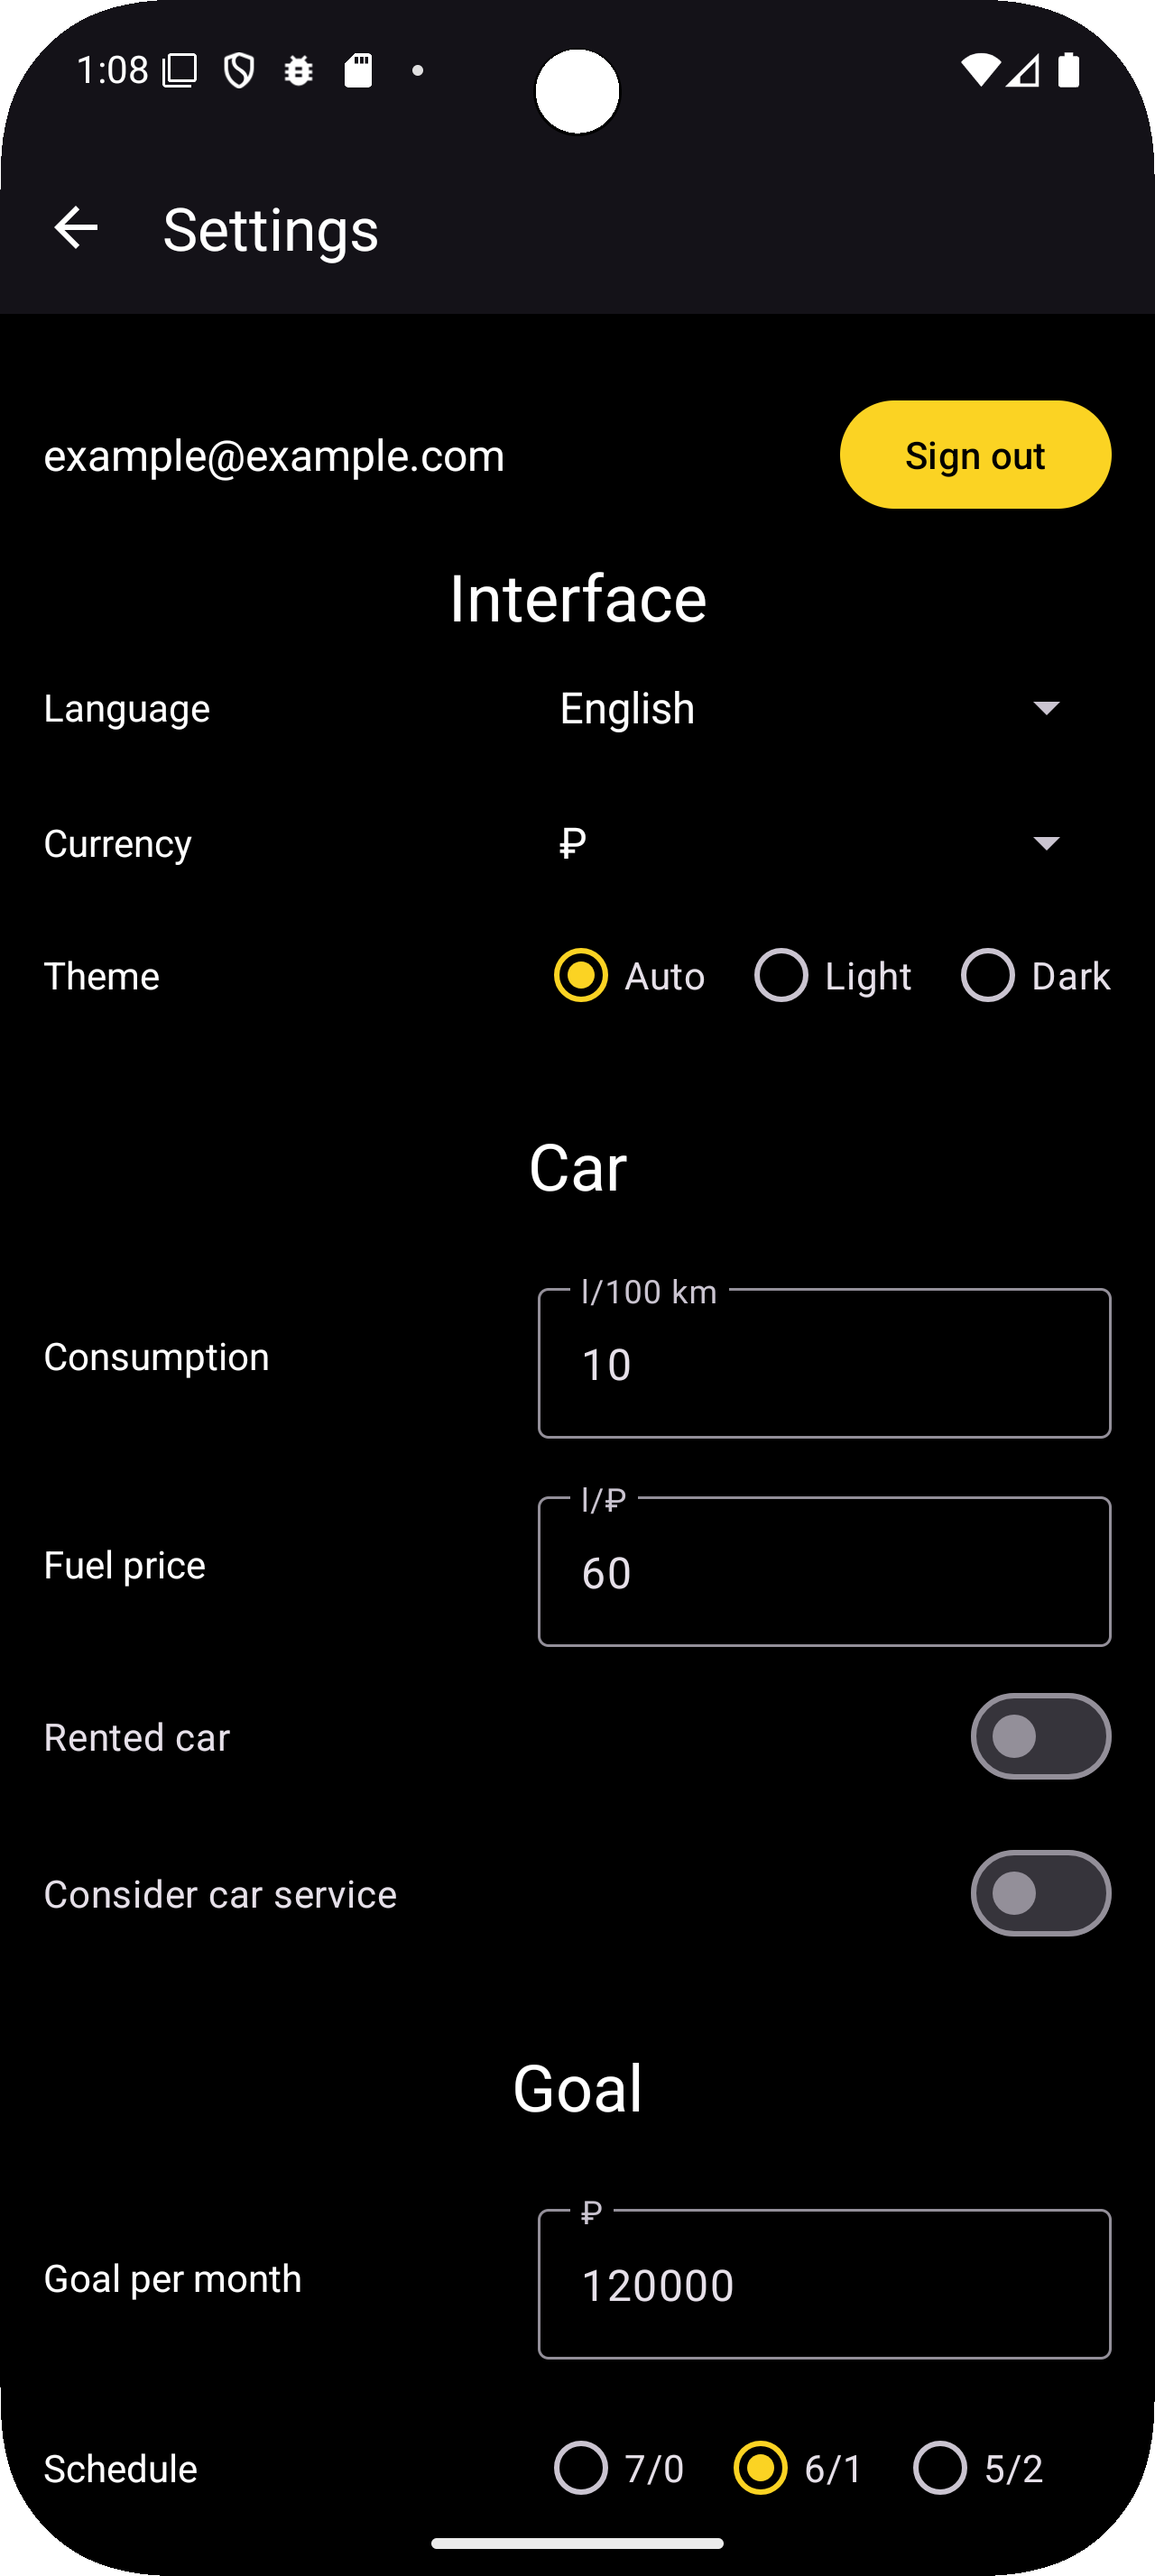 1:08
Settings
example@example.com
Sign out
Interface
Language English
Currency ₽
Theme Auto Light Dark
Car
l/100 km
Consumption 10
l/₽
Fuel price 60
Rented car
Consider car service
Goal
₽
Goal per month 120000
Schedule 7/0 6/1 5/2